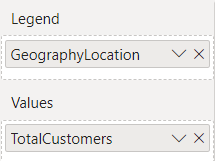 Legend
GeographyLocation
Values
TotalCustomers